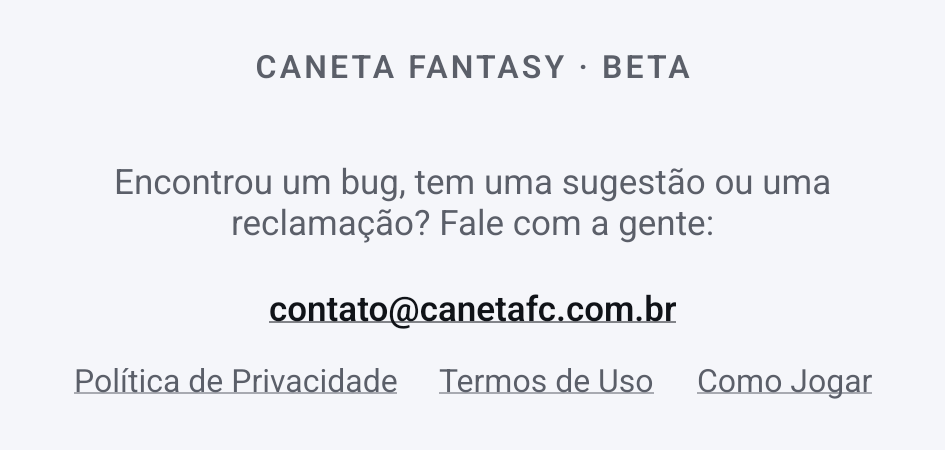 CANETA FANTASY · BETA
Encontrou um bug, tem uma sugestão ou uma
reclamação? Fale com a gente:
contato@canetafc.com.br
Política de Privacidade Termos de Uso Como Jogar